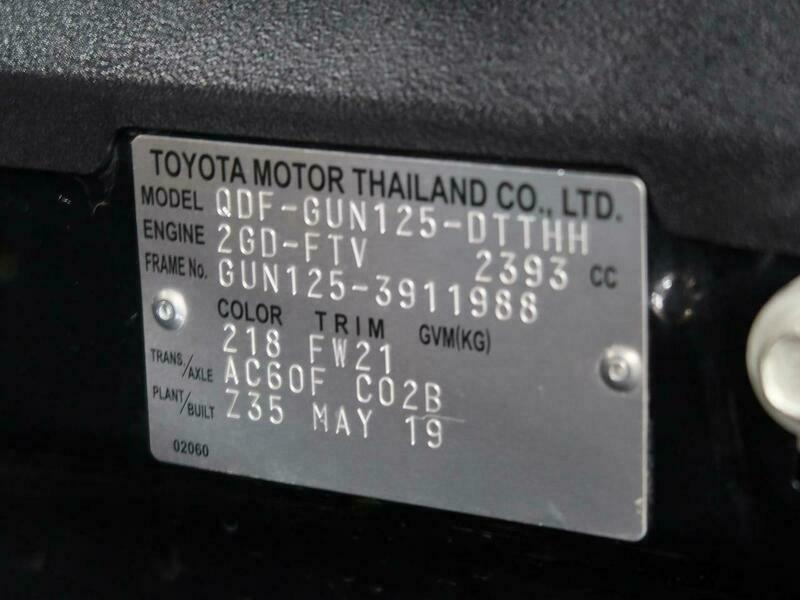 TOYOTA MOTOR THAILAND CO., LTD.
MODEL QDF-GUN125-DTTHH
ENGINE 2GD-FTV 2393 CC
FRAME No. GUN125-3911988
COLOR TRIM GVM(KG)
218 FW21
TRANS/AXLE AC60F C02B
PLANT/BUILT Z35 MAY 19
02060